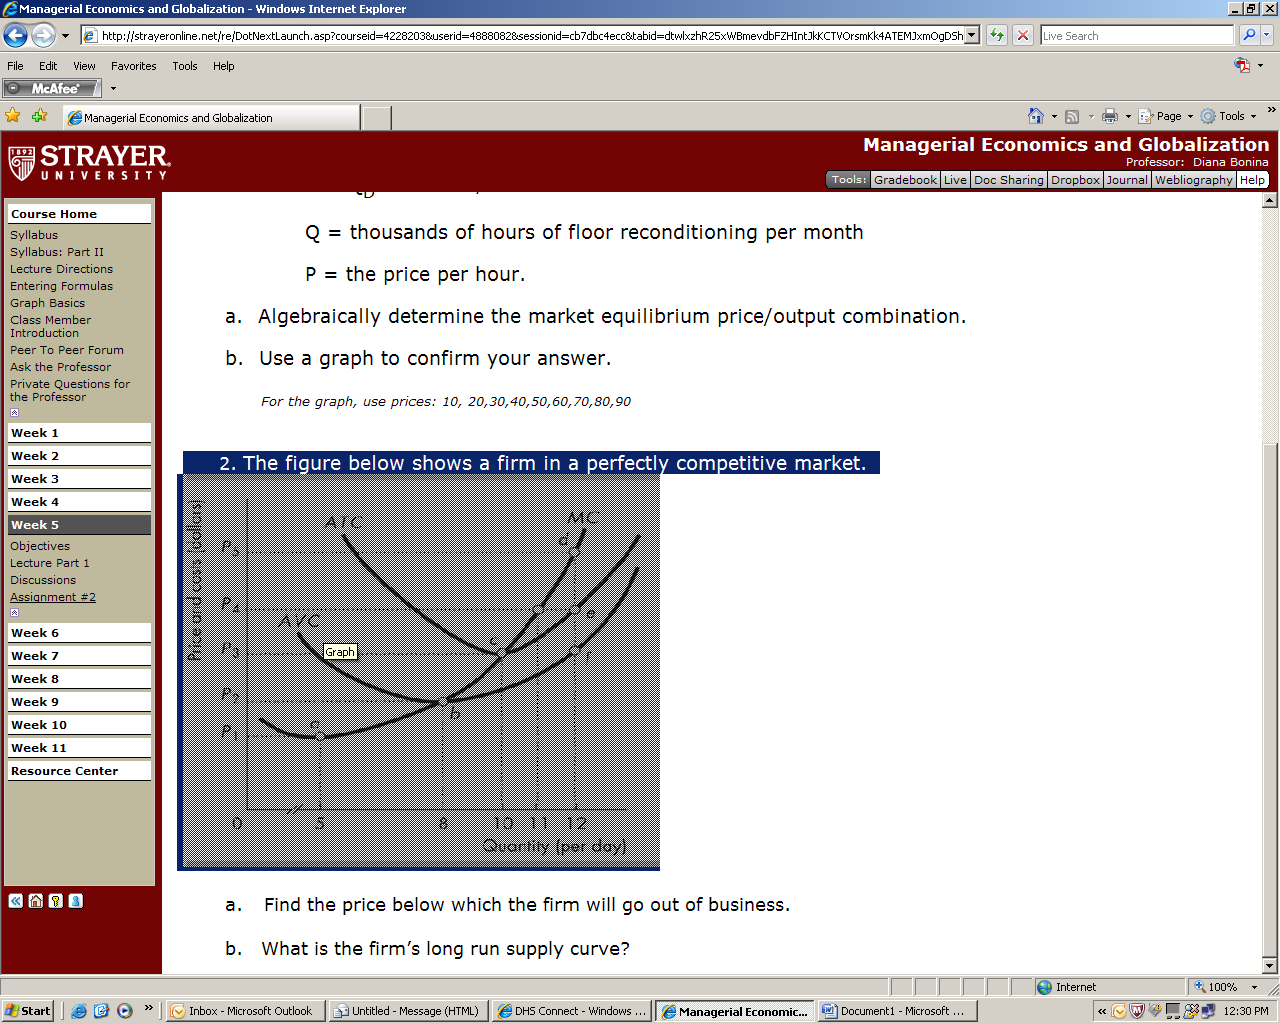 Managerial Economics and Globalization - Windows Internet Explorer
http://strayeronline.net/re/DotNextLaunch.asp?courseid=4228203&userid=4888082&sessionid=cb7dbc4ecc&tabid=
Live Search
File Edit View Favorites Tools Help
McAfee
Managerial Economics and Globalization
Page Tools
1892
STRAYER
UNIVERSITY
Managerial Economics and Globalization
Professor: Diana Bonina
Tools: Gradebook Live Doc Sharing Dropbox Journal Webliography Help
Course Home
Syllabus
Syllabus: Part II
Lecture Directions
Entering Formulas
Graph Basics
Class Member
Introduction
Peer To Peer Forum
Ask the Professor
Private Questions for
the Professor
Week 1
Week 2
Week 3
Week 4
Week 5
Objectives
Lecture Part 1
Discussions
Assignment #2
Week 6
Week 7
Week 8
Week 9
Week 10
Week 11
Resource Center
Q = thousands of hours of floor reconditioning per month
P = the price per hour.
a. Algebraically determine the market equilibrium price/output combination.
b. Use a graph to confirm your answer.
For the graph, use prices: 10, 20,30,40,50,60,70,80,90
2. The figure below shows a firm in a perfectly competitive market.
ATC
MC
d
P5
P4
e
AVC
P3
c
Graph
P2
b
P1
a
0 5 8 10 11 12
Quantity (per day)
a. Find the price below which the firm will go out of business.
b. What is the firm's long run supply curve?
Internet
100%
Start
Inbox - Microsoft Outlook
Untitled - Message (HTML)
DHS Connect - Windows ...
Managerial Economic...
Document1 - Microsoft ...
12:30 PM